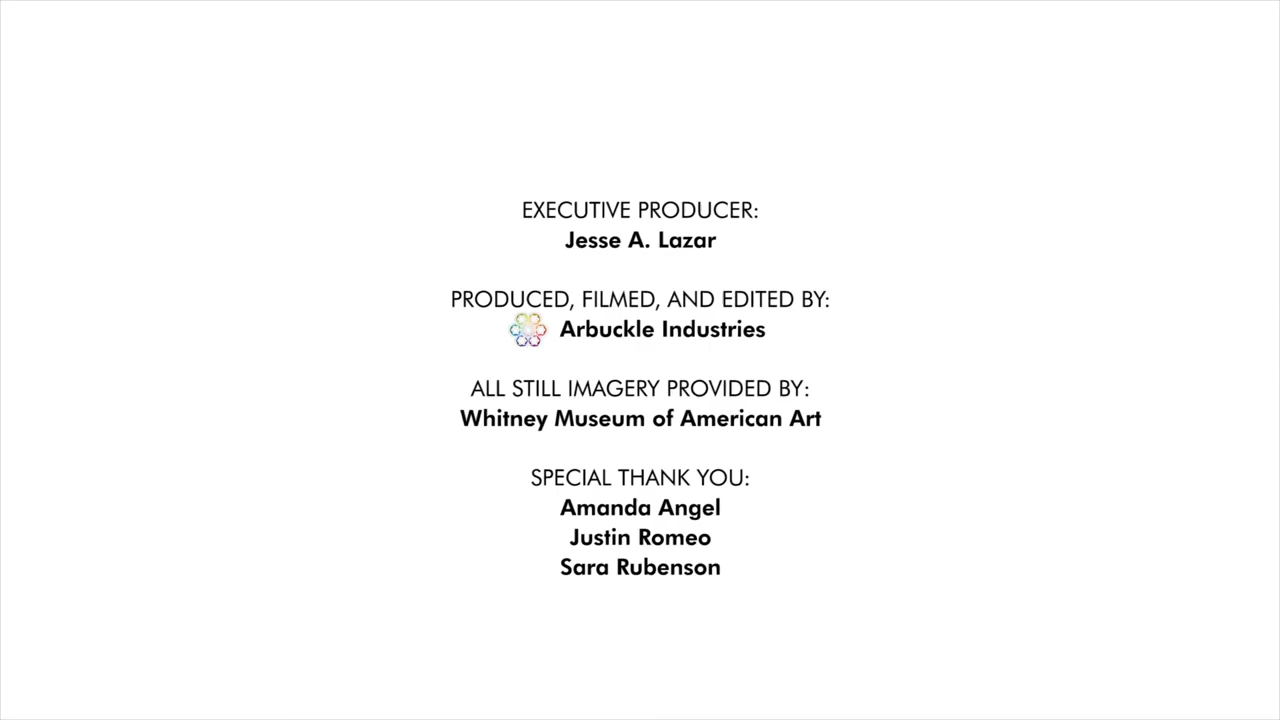 EXECUTIVE PRODUCER:
Jesse A. Lazar
PRODUCED, FILMED, AND EDITED BY:
Arbuckle Industries
ALL STILL IMAGERY PROVIDED BY:
Whitney Museum of American Art
SPECIAL THANK YOU:
Amanda Angel
Justin Romeo
Sara Rubenson